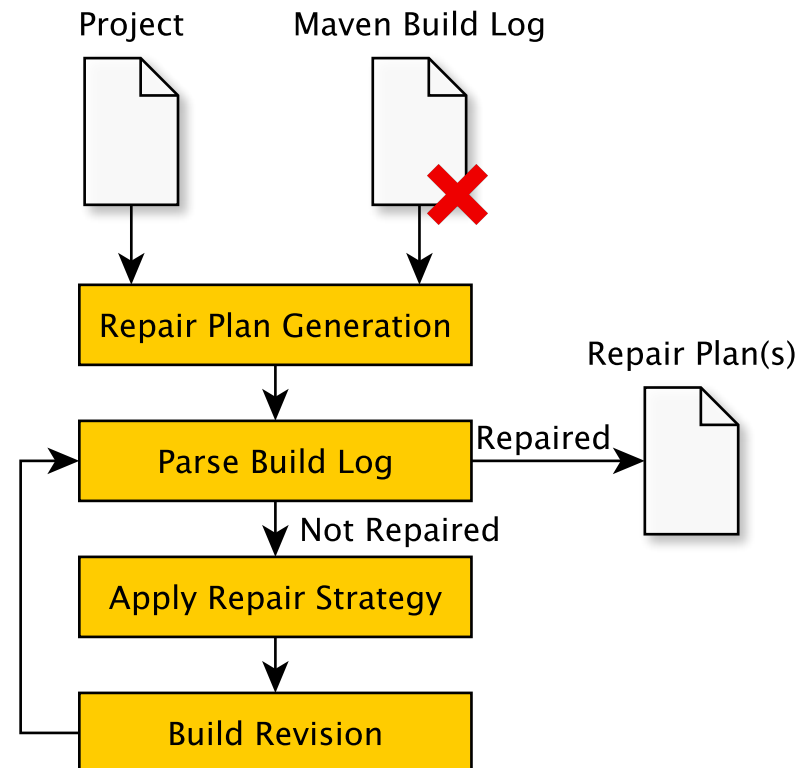 Project
Maven Build Log
Repair Plan Generation
Repair Plan(s)
Parse Build Log
Repaired
Not Repaired
Apply Repair Strategy
Build Revision